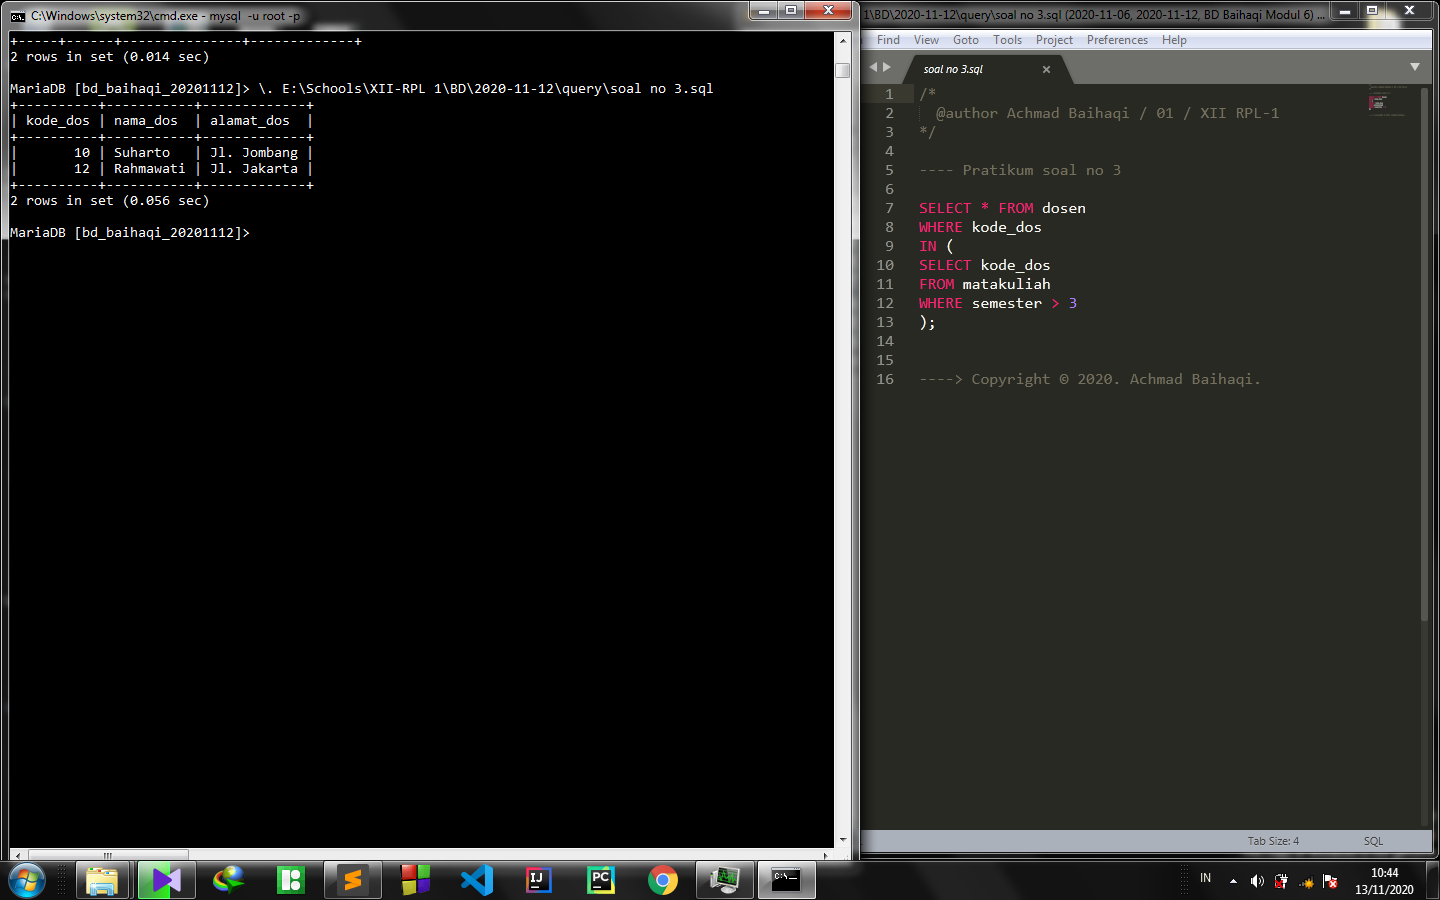 C:\Windows\system32\cmd.exe - mysql  -u root -p
+-----+------+---------------+-------------+
2 rows in set (0.014 sec)
MariaDB [bd_baihaqi_20201112]> \. E:\Schools\XII-RPL 1\BD\2020-11-12\query\soal no 3.sql
+----------+-----------+-------------+
| kode_dos | nama_dos  | alamat_dos  |
+----------+-----------+-------------+
|       10 | Suharto   | Jl. Jombang |
|       12 | Rahmawati | Jl. Jakarta |
+----------+-----------+-------------+
2 rows in set (0.056 sec)
MariaDB [bd_baihaqi_20201112]>
1\BD\2020-11-12\query\soal no 3.sql (2020-11-06, 2020-11-12, BD Baihaqi Modul 6) ...
Find View Goto Tools Project Preferences Help
soal no 3.sql
1 /*
2   @author Achmad Baihaqi / 01 / XII RPL-1
3 */
4
5 ---- Pratikum soal no 3
6
7 SELECT * FROM dosen
8 WHERE kode_dos
9 IN (
10 SELECT kode_dos
11 FROM matakuliah
12 WHERE semester > 3
13 );
14
15
16 ----> Copyright © 2020. Achmad Baihaqi.
Tab Size: 4 SQL
IJ PC C:\_ IN 10:44
13/11/2020